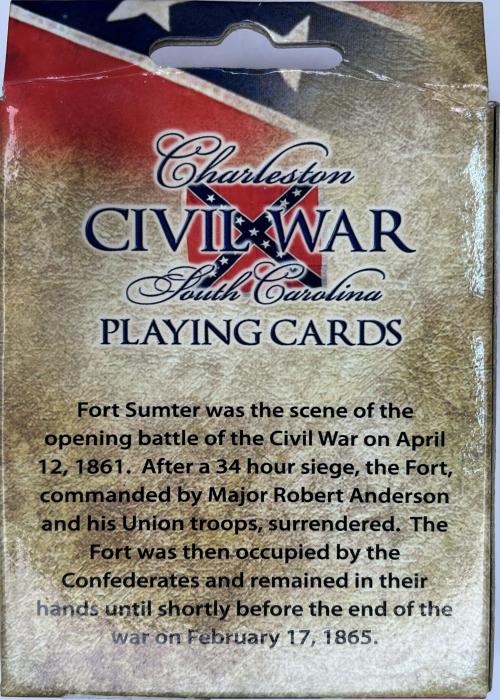 Charleston
CIVIL WAR
South Carolina
PLAYING CARDS
Fort Sumter was the scene of the
opening battle of the Civil War on April
12, 1861. After a 34 hour siege, the Fort,
commanded by Major Robert Anderson
and his Union troops, surrendered. The
Fort was then occupied by the
Confederates and remained in their
hands until shortly before the end of the
war on February 17, 1865.